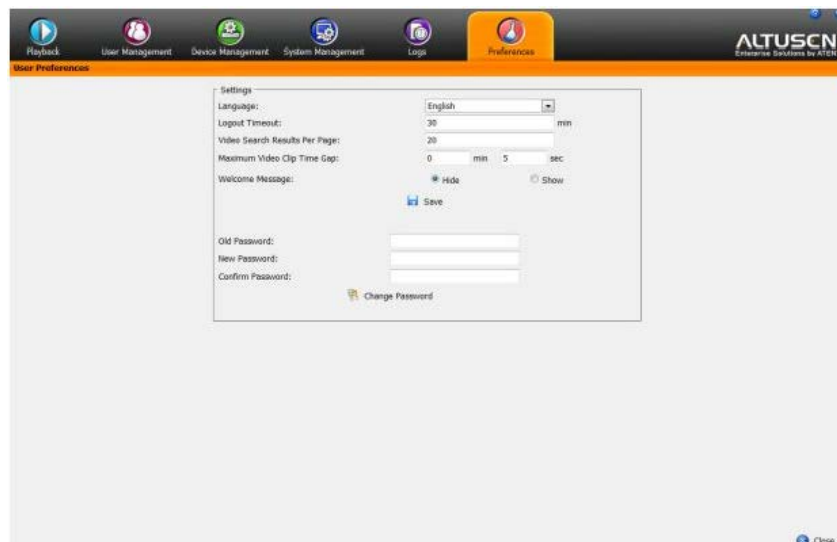 Playback User Management Device Management System Management Logs Preferences
ALTUSCN
Enterprise Solutions by ATEN
User Preferences
Settings
Language: English
Logout Timeout: 30 min
Video Search Results Per Page: 20
Maximum Video Clip Time Gap: 0 min 5 sec
Welcome Message: Hide Show
Save
Old Password:
New Password:
Confirm Password:
Change Password
Close